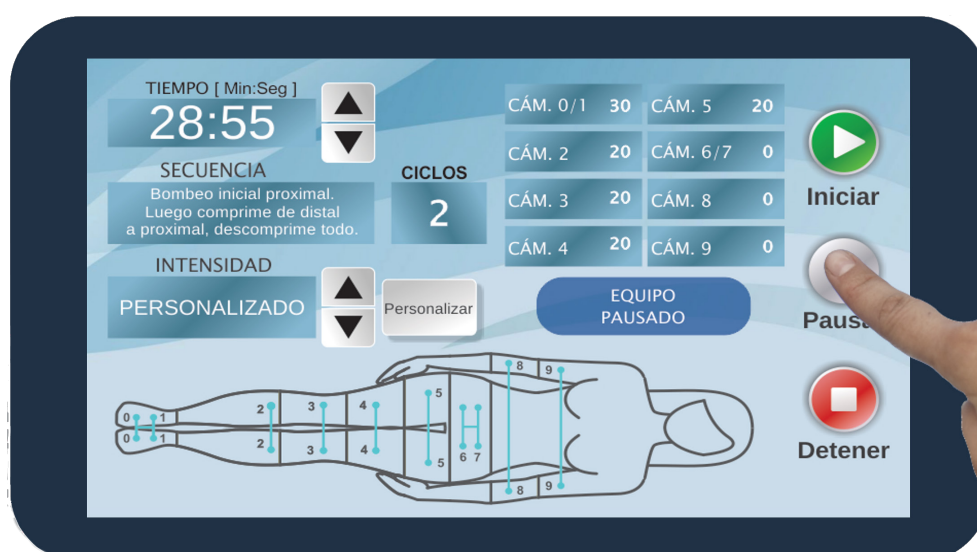 TIEMPO [ Min:Seg ]
28:55
SECUENCIA
Bombeo inicial proximal.
Luego comprime de distal
a proximal, descomprime todo.
CICLOS
2
INTENSIDAD
PERSONALIZADO
Personalizar
CÁM. 0/1 30 CÁM. 5 20
CÁM. 2 20 CÁM. 6/7 0
CÁM. 3 20 CÁM. 8 0
CÁM. 4 20 CÁM. 9 0
EQUIPO
PAUSADO
Iniciar
Detener
8 9
0 1 2 3 4 5
0 1 2 3 4 5 6 7
8 9